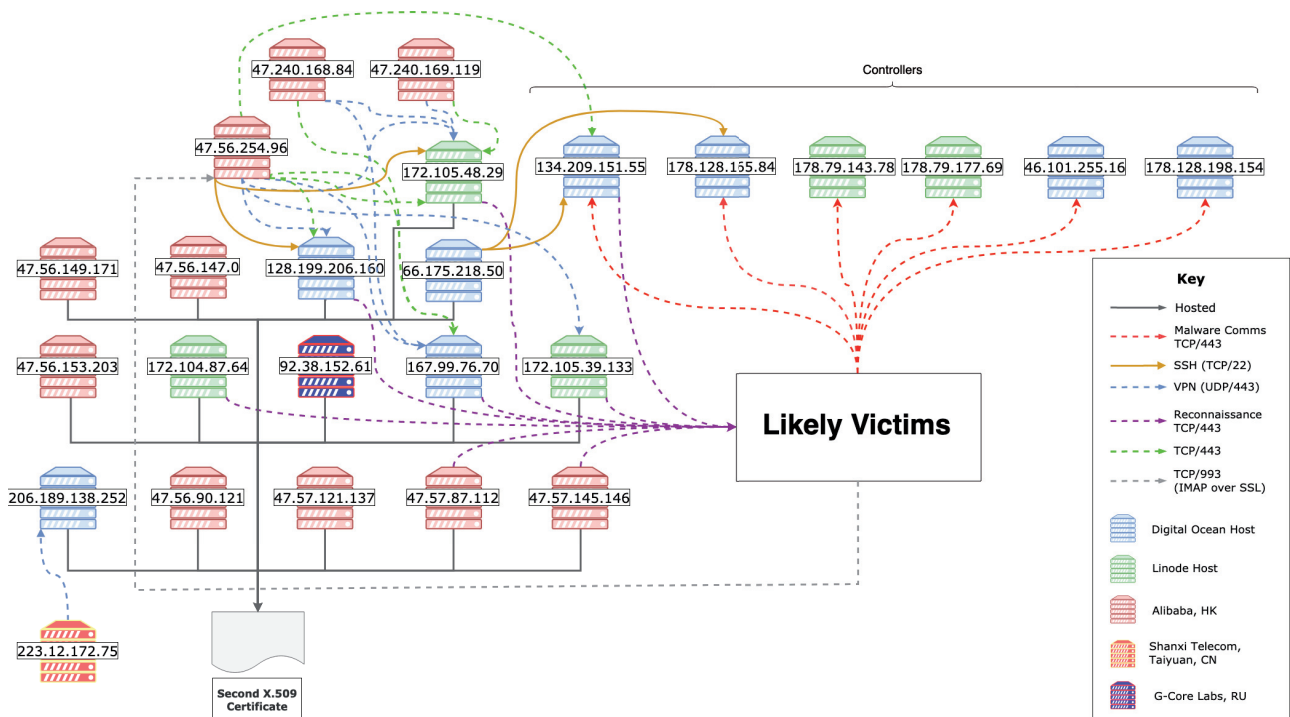 Controllers
47.240.168.84
47.240.169.119
47.56.254.96
172.105.48.29
134.209.151.55
178.128.155.84
178.79.143.78
178.79.177.69
46.101.255.16
178.128.198.154
47.56.149.171
47.56.147.0
128.199.206.160
66.175.218.50
47.56.153.203
172.104.87.64
92.38.152.61
167.99.76.70
172.105.39.133
Likely Victims
206.189.138.252
47.56.90.121
47.57.121.137
47.57.87.112
47.57.145.146
223.12.172.75
Second X.509
Certificate
Key
Hosted
Malware Comms
TCP/443
SSH (TCP/22)
VPN (UDP/443)
Reconnaissance
TCP/443
TCP/443
TCP/993
(IMAP over SSL)
Digital Ocean Host
Linode Host
Alibaba, HK
Shanxi Telecom,
Taiyuan, CN
G-Core Labs, RU